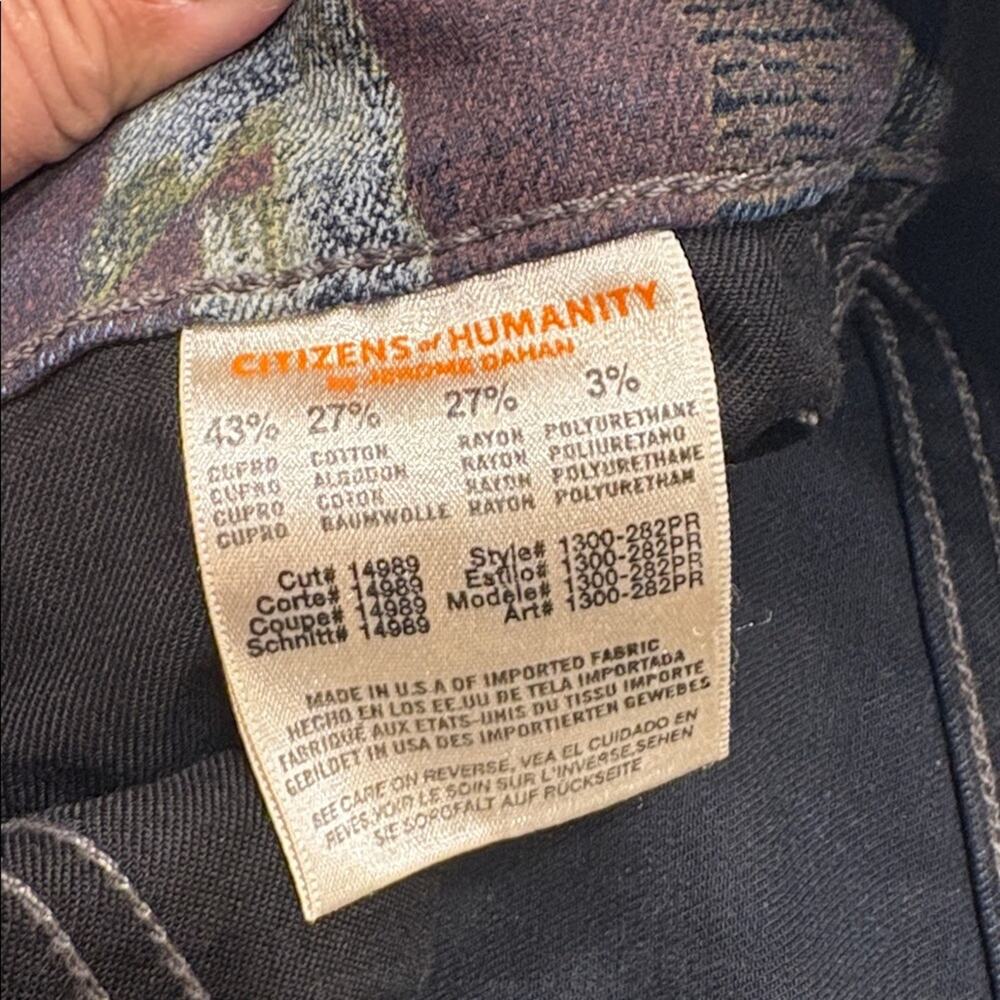 CITIZENS of HUMANITY
BY JEROME DAHAN
43% 27% 27% 3%
CUPRO COTTON RAYON POLYURETHANE
CUPRO ALGODON RAYON POLIURETANO
CUPRO COTON RAYON POLYURETHANE
CUPRO BAUMWOLLE RAYON POLYURETHAN
Cut# 14989 Style# 1300-282PR
Corte# 14989 Estilo# 1300-282PR
Coupe# 14989 Modele# 1300-282PR
Schnitt# 14989 Art# 1300-282PR
MADE IN U.S.A OF IMPORTED FABRIC
HECHO EN LOS EE.UU DE TELA IMPORTADA
FABRIQUE AUX ETATS-UNIS DU TISSU IMPORTE
GEBILDET IN USA DES IMPORTIERTEN GEWEBES
SEE CARE ON REVERSE, VEA EL CUIDADO EN
REVES,VOIR LE SOIN SUR L'INVERSE,SEHEN
SIE SORGFALT AUF RÜCKSEITE